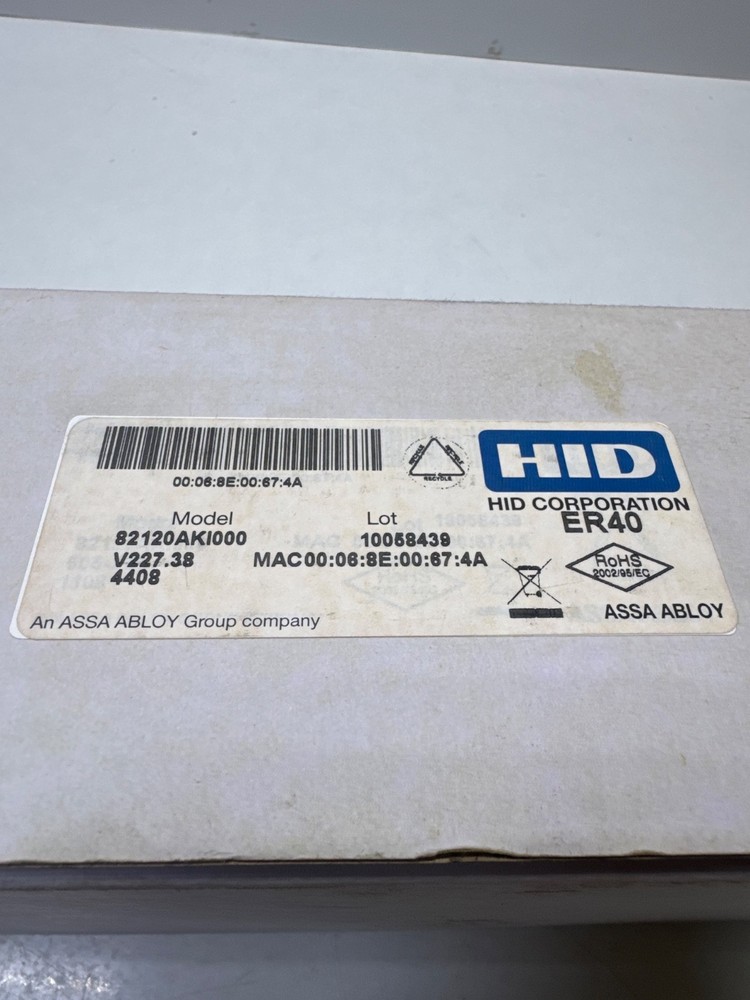 00:06:8E:00:67:4A
RECYCLE
HID
HID CORPORATION
ER40
Model Lot
82120AKI000 10058439
V227.38 MAC00:06:8E:00:67:4A
4408
RoHS
2002/95/EC
An ASSA ABLOY Group company
ASSA ABLOY